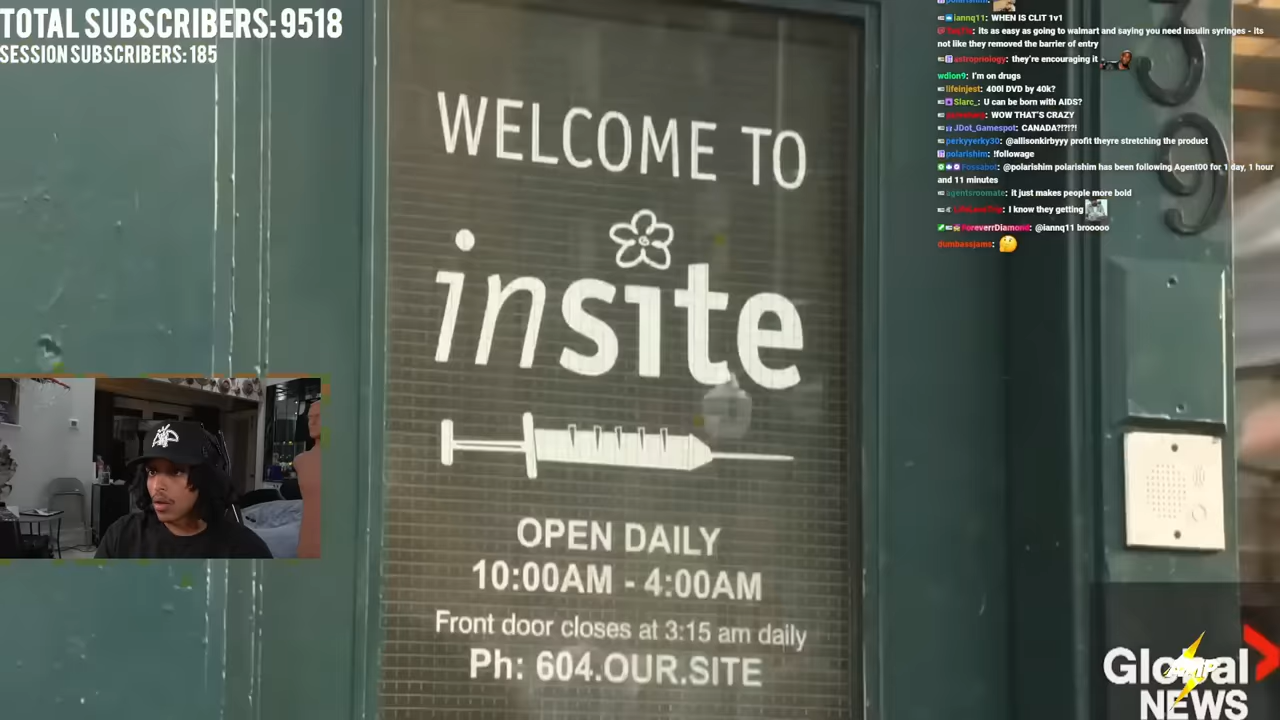 TOTAL SUBSCRIBERS: 9518
SESSION SUBSCRIBERS: 185
iannq11: WHEN IS CLIT 1v1
its as easy as going to walmart and saying you need insulin syringes - its
not like they removed the barrier of entry
astropriology: they're encouraging it
wdion9: I'm on drugs
lifeinjest: 400l DVD by 40k?
Slarc_: U can be born with AIDS?
WOW THAT'S CRAZY
JDot_Gamespot: CANADA?!?!?!
perkyyerky30: @allisonkirbyyy profit theyre stretching the product
polarishim: !followage
Fossabot: @polarishim polarishim has been following Agent00 for 1 day, 1 hour
and 11 minutes
agentsroomate: it just makes people more bold
I know they getting
ForeverrDiamond: @iannq11 brooooo
dumbassjams:
WELCOME TO
insite
OPEN DAILY
10:00AM - 4:00AM
Front door closes at 3:15 am daily
Ph: 604.OUR.SITE
39
Global
NEWS